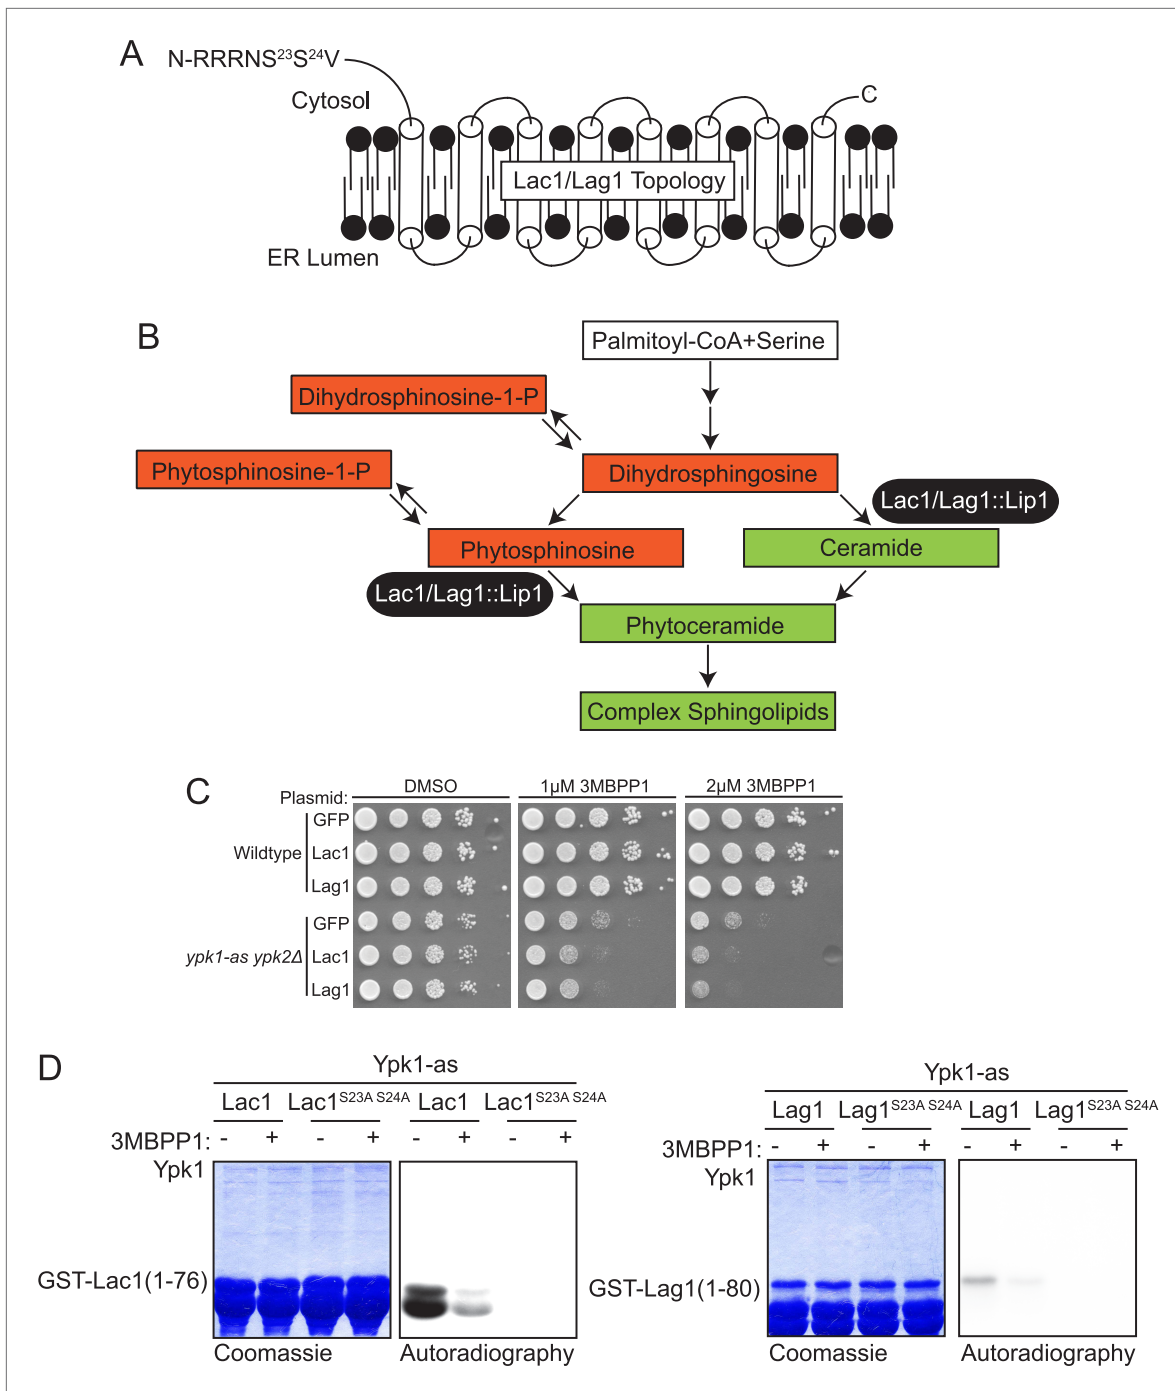 A
N-RRRNS²³S²⁴V
Cytosol
C
Lac1/Lag1 Topology
ER Lumen
B
Palmitoyl-CoA+Serine
Dihydrosphinosine-1-P
Phytosphinosine-1-P
Dihydrosphingosine
Lac1/Lag1::Lip1
Phytosphinosine
Ceramide
Lac1/Lag1::Lip1
Phytoceramide
Complex Sphingolipids
C
DMSO
1µM 3MBPP1
2µM 3MBPP1
Plasmid:
GFP
Wildtype
Lac1
Lag1
GFP
ypk1-as ypk2Δ
Lac1
Lag1
D
Ypk1-as
Lac1 Lac1ˢ²³ᴬ ˢ²⁴ᴬ Lac1 Lac1ˢ²³ᴬ ˢ²⁴ᴬ
3MBPP1: - + - + - + - +
Ypk1
GST-Lac1(1-76)
Coomassie
Autoradiography
Ypk1-as
Lag1 Lag1ˢ²³ᴬ ˢ²⁴ᴬ Lag1 Lag1ˢ²³ᴬ ˢ²⁴ᴬ
3MBPP1: - + - + - + - +
Ypk1
GST-Lag1(1-80)
Coomassie
Autoradiography